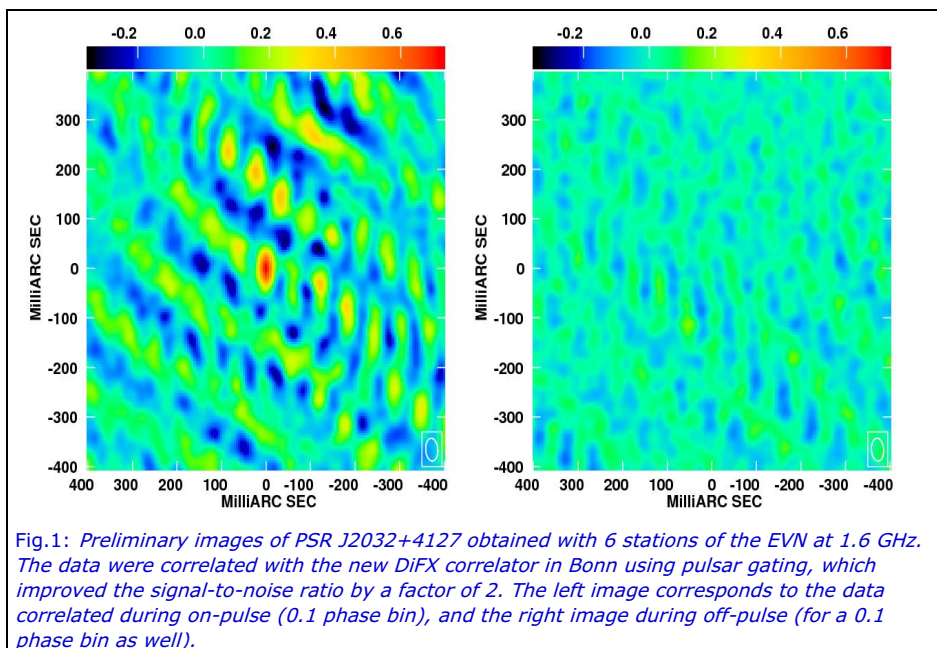 -0.2 0.0 0.2 0.4 0.6
-0.2 0.0 0.2 0.4 0.6
MilliARC SEC
300
200
100
0
-100
-200
-300
-400
400 300 200 100 0 -100 -200 -300 -400
MilliARC SEC
MilliARC SEC
300
200
100
0
-100
-200
-300
-400
400 300 200 100 0 -100 -200 -300 -400
MilliARC SEC
Fig.1: Preliminary images of PSR J2032+4127 obtained with 6 stations of the EVN at 1.6 GHz.
The data were correlated with the new DiFX correlator in Bonn using pulsar gating, which
improved the signal-to-noise ratio by a factor of 2. The left image corresponds to the data
correlated during on-pulse (0.1 phase bin), and the right image during off-pulse (for a 0.1
phase bin as well).